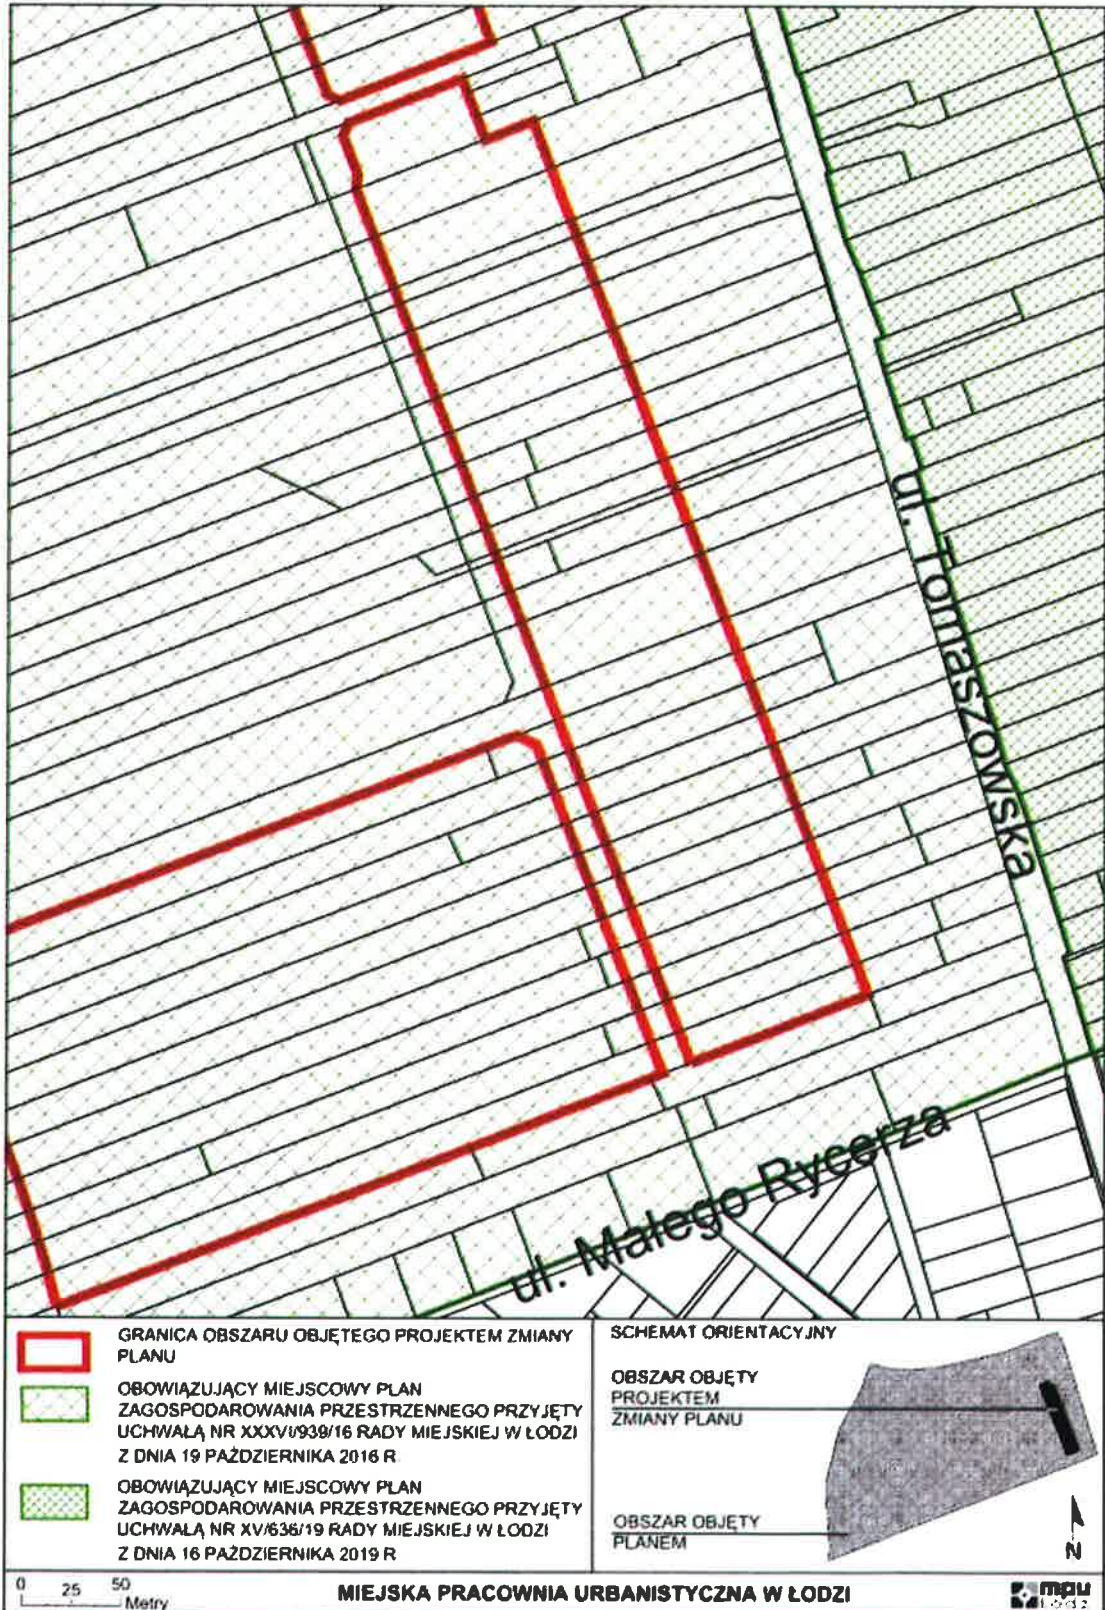 ul. Tomaszowska
ul. Małego Rycerza
GRANICA OBSZARU OBJĘTEGO PROJEKTEM ZMIANY
PLANU
OBOWIĄZUJĄCY MIEJSCOWY PLAN
ZAGOSPODAROWANIA PRZESTRZENNEGO PRZYJĘTY
UCHWAŁĄ NR XXXVI/939/16 RADY MIEJSKIEJ W ŁODZI
Z DNIA 19 PAŹDZIERNIKA 2016 R.
OBOWIĄZUJĄCY MIEJSCOWY PLAN
ZAGOSPODAROWANIA PRZESTRZENNEGO PRZYJĘTY
UCHWAŁĄ NR XV/636/19 RADY MIEJSKIEJ W ŁODZI
Z DNIA 16 PAŹDZIERNIKA 2019 R
SCHEMAT ORIENTACYJNY
OBSZAR OBJĘTY
PROJEKTEM
ZMIANY PLANU
OBSZAR OBJĘTY
PLANEM
N
0 25 50
Metry
MIEJSKA PRACOWNIA URBANISTYCZNA W ŁODZI
mpu